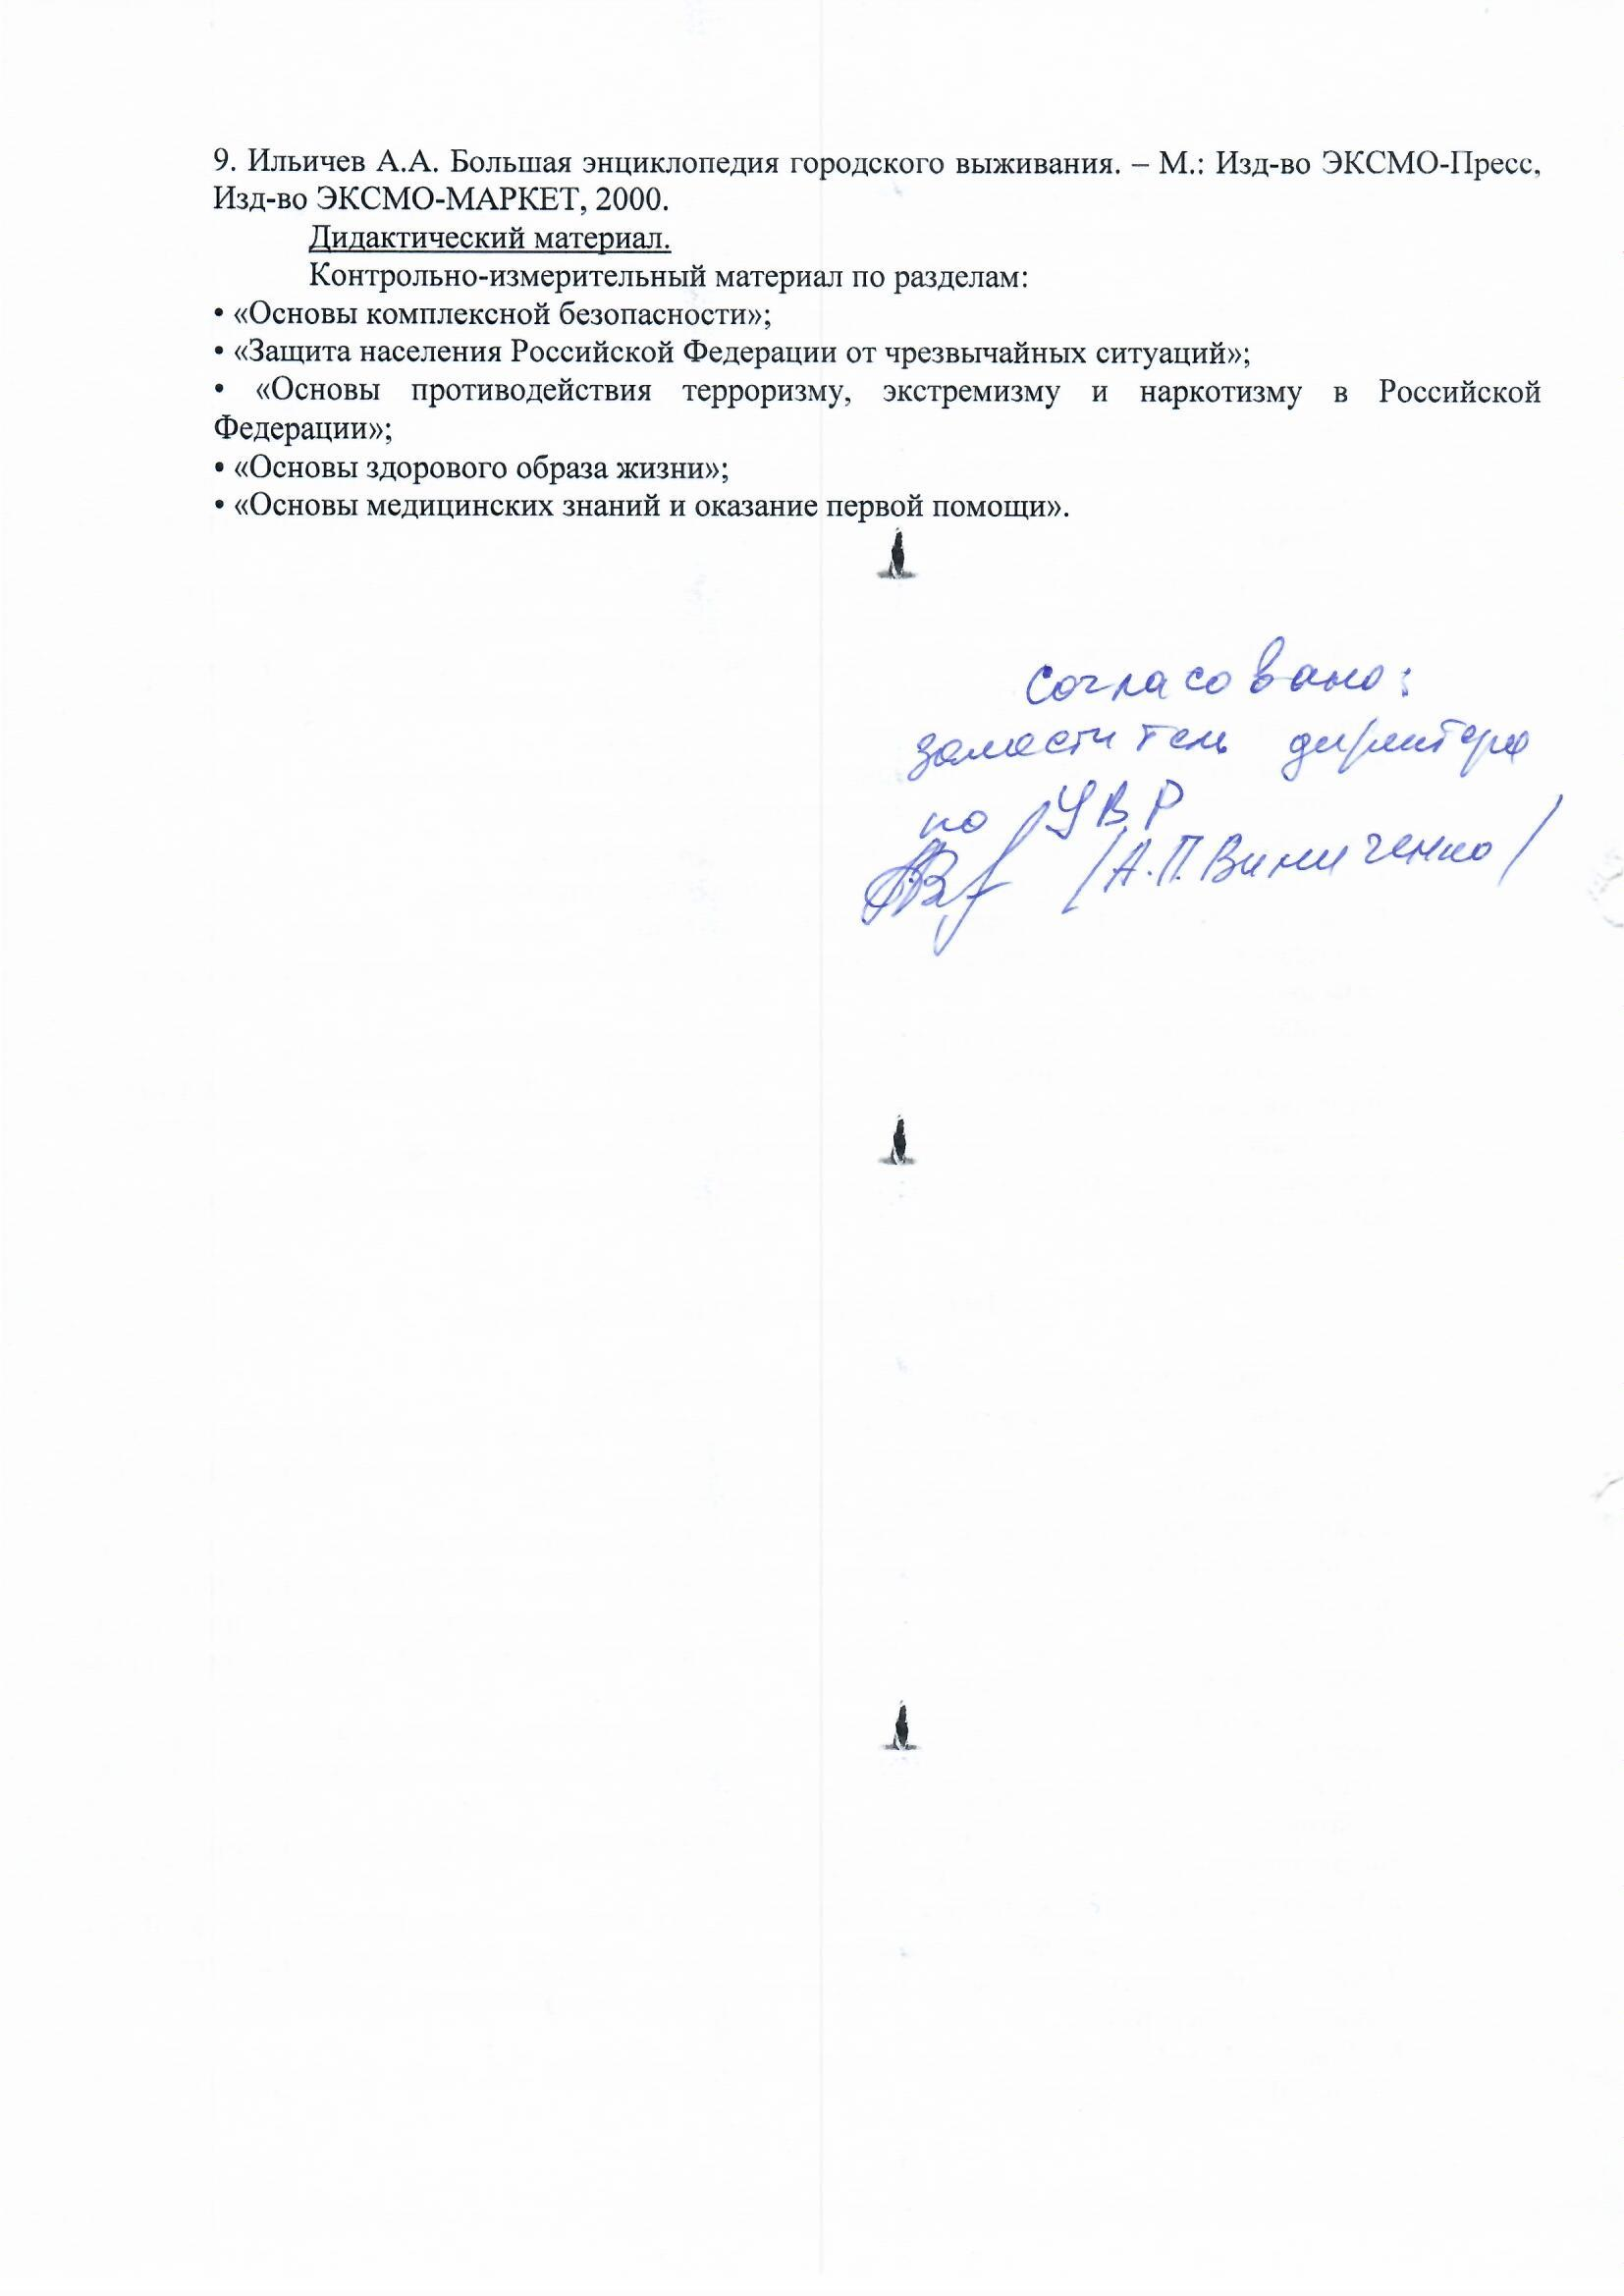 9. Ильичев А.А. Большая энциклопедия городского выживания. – М.: Изд-во ЭКСМО-Пресс,
Изд-во ЭКСМО-МАРКЕТ, 2000.
Дидактический материал.
Контрольно-измерительный материал по разделам:
• «Основы комплексной безопасности»;
• «Защита населения Российской Федерации от чрезвычайных ситуаций»;
• «Основы противодействия терроризму, экстремизму и наркотизму в Российской
Федерации»;
• «Основы здорового образа жизни»;
• «Основы медицинских знаний и оказание первой помощи».
Согласовано:
заместитель директора
по УВР
/А.П.Виниченко/